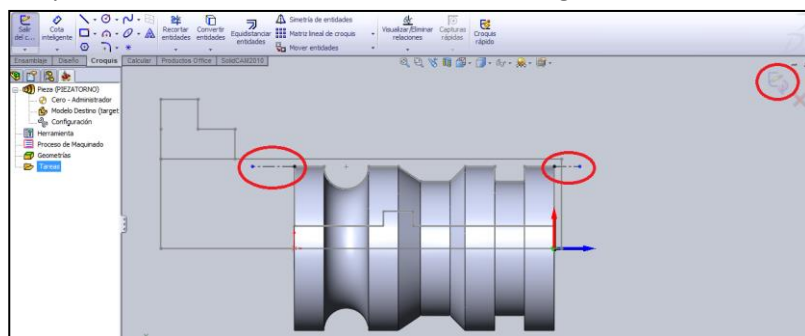 Salir del c...
Cota inteligente
Recortar entidades
Convertir entidades
Equidistanciar entidades
Simetría de entidades
Matriz lineal de croquis
Mover entidades
Visualizar/Eliminar relaciones
Capturas rápidas
Croquis rápido
Ensamblaje Diseño Croquis Calcular Productos Office SolidCAM2010
Pieza (PIEZATORNO)
Cero - Administrador
Modelo Destino (target
Configuración
Herramienta
Proceso de Maquinado
Geometrías
Tareas